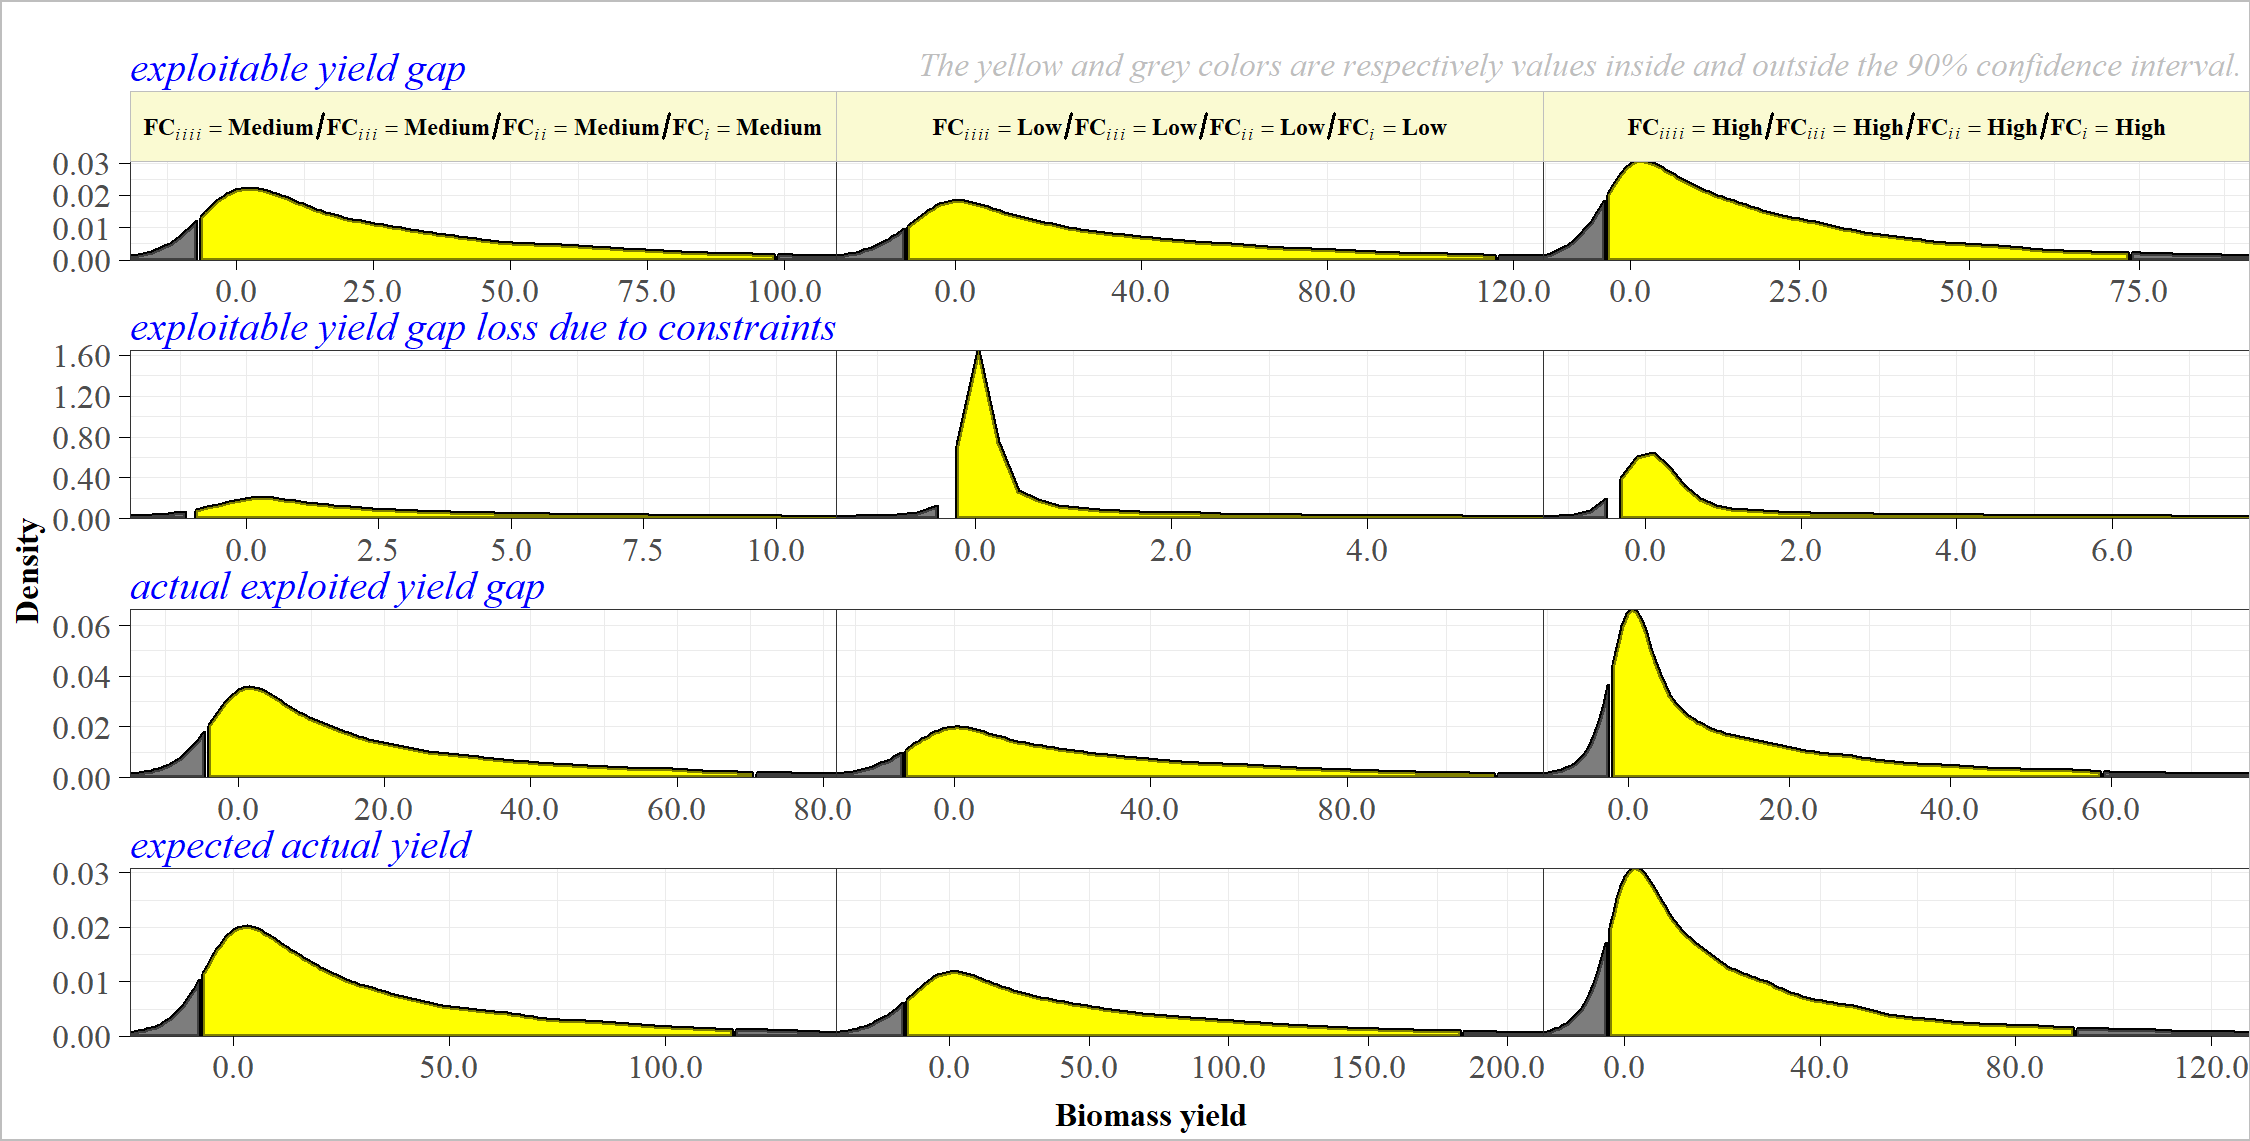 exploitable yield gap
The yellow and grey colors are respectively values inside and outside the 90% confidence interval.
FCiiii = Medium/FCiii = Medium/FCii = Medium/FCi = Medium
FCiiii = Low/FCiii = Low/FCii = Low/FCi = Low
FCiiii = High/FCiii = High/FCii = High/FCi = High
0.03
0.02
0.01
0.00
0.0 25.0 50.0 75.0 100.0 0.0 40.0 80.0 120.0 0.0 25.0 50.0 75.0
exploitable yield gap loss due to constraints
1.60
1.20
0.80
0.40
0.00
0.0 2.5 5.0 7.5 10.0 0.0 2.0 4.0 0.0 2.0 4.0 6.0
Density
actual exploited yield gap
0.06
0.04
0.02
0.00
0.0 20.0 40.0 60.0 80.0 0.0 40.0 80.0 0.0 20.0 40.0 60.0
expected actual yield
0.03
0.02
0.01
0.00
0.0 50.0 100.0 0.0 50.0 100.0 150.0 200.0 0.0 40.0 80.0 120.0
Biomass yield